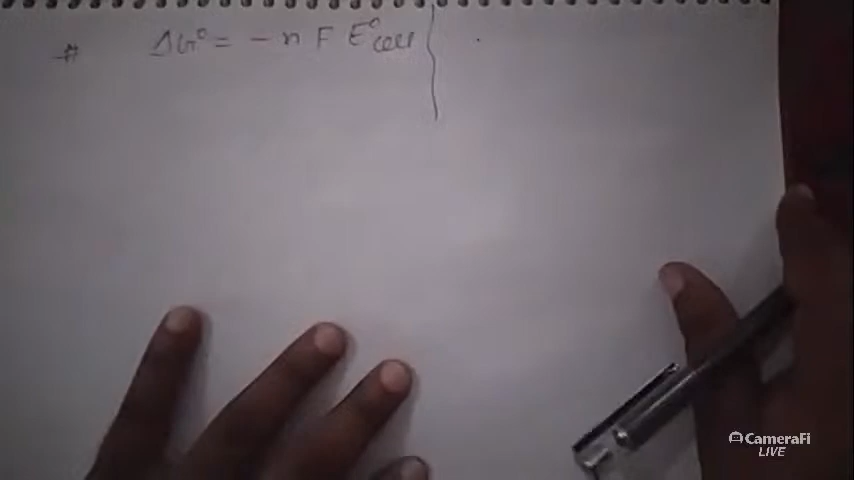 # ΔG° = - n F E°cell
CameraFi
LIVE